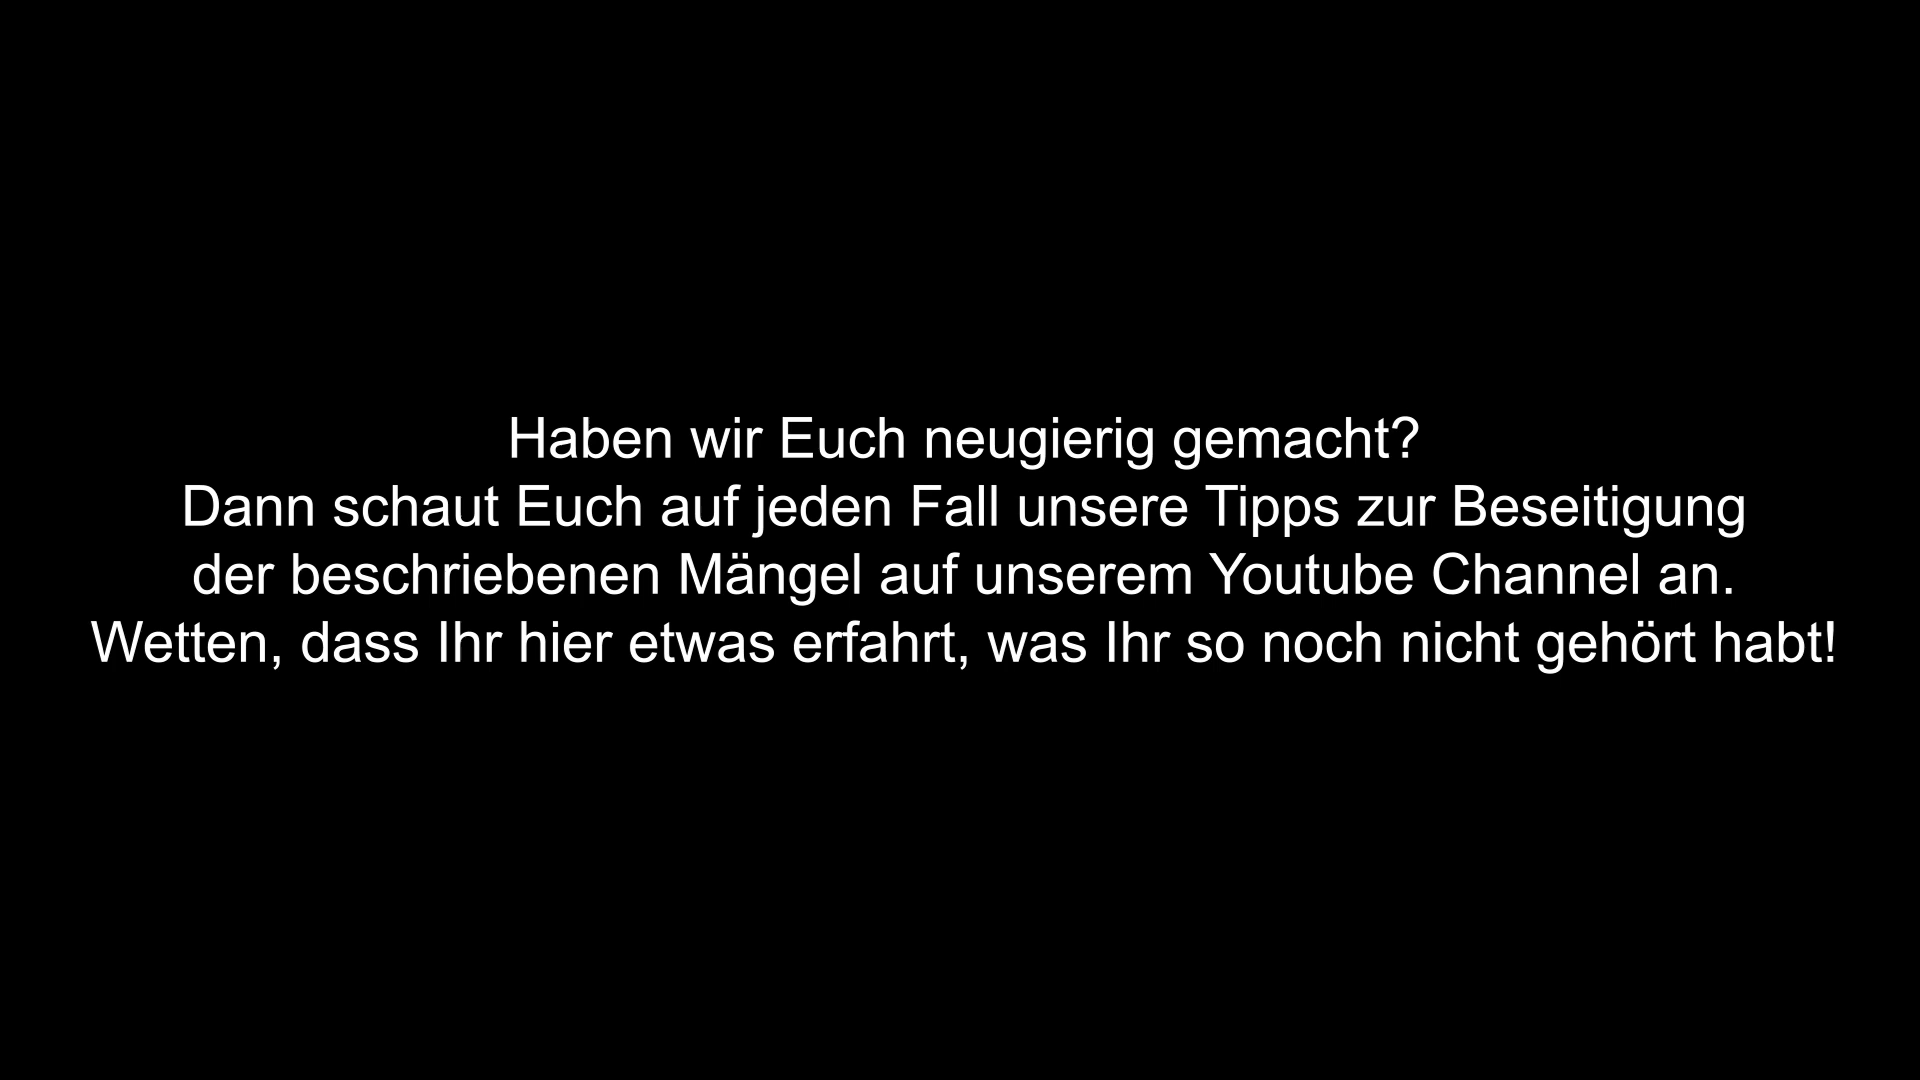 Haben wir Euch neugierig gemacht?
Dann schaut Euch auf jeden Fall unsere Tipps zur Beseitigung
der beschriebenen Mängel auf unserem Youtube Channel an.
Wetten, dass Ihr hier etwas erfahrt, was Ihr so noch nicht gehört habt!